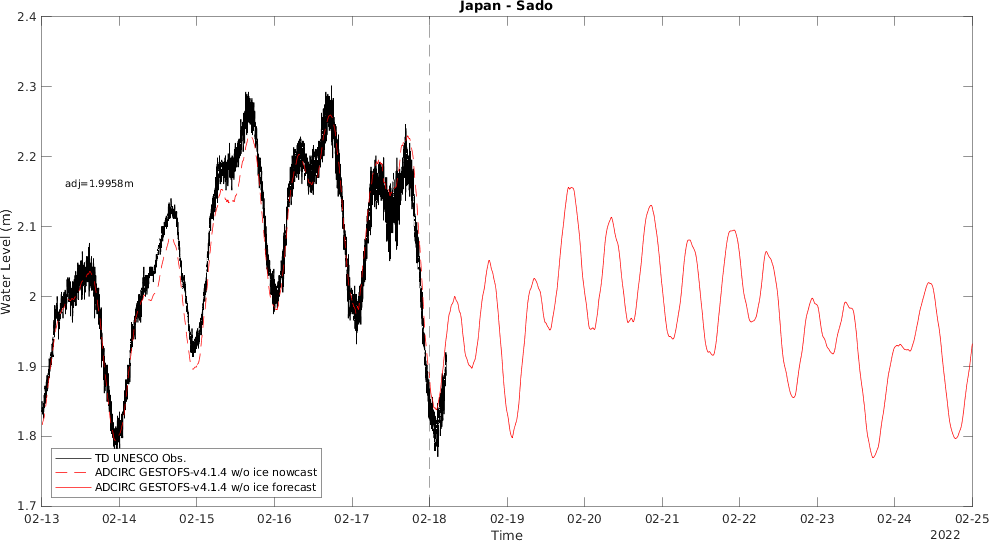 Japan - Sado
2.4
2.3
2.2
2.1
2
1.9
1.8
1.7
Water Level (m)
adj=1.9958m
TD UNESCO Obs.
ADCIRC GESTOFS-v4.1.4 w/o ice nowcast
ADCIRC GESTOFS-v4.1.4 w/o ice forecast
02-13 02-14 02-15 02-16 02-17 02-18 02-19 02-20 02-21 02-22 02-23 02-24 02-25
Time
2022